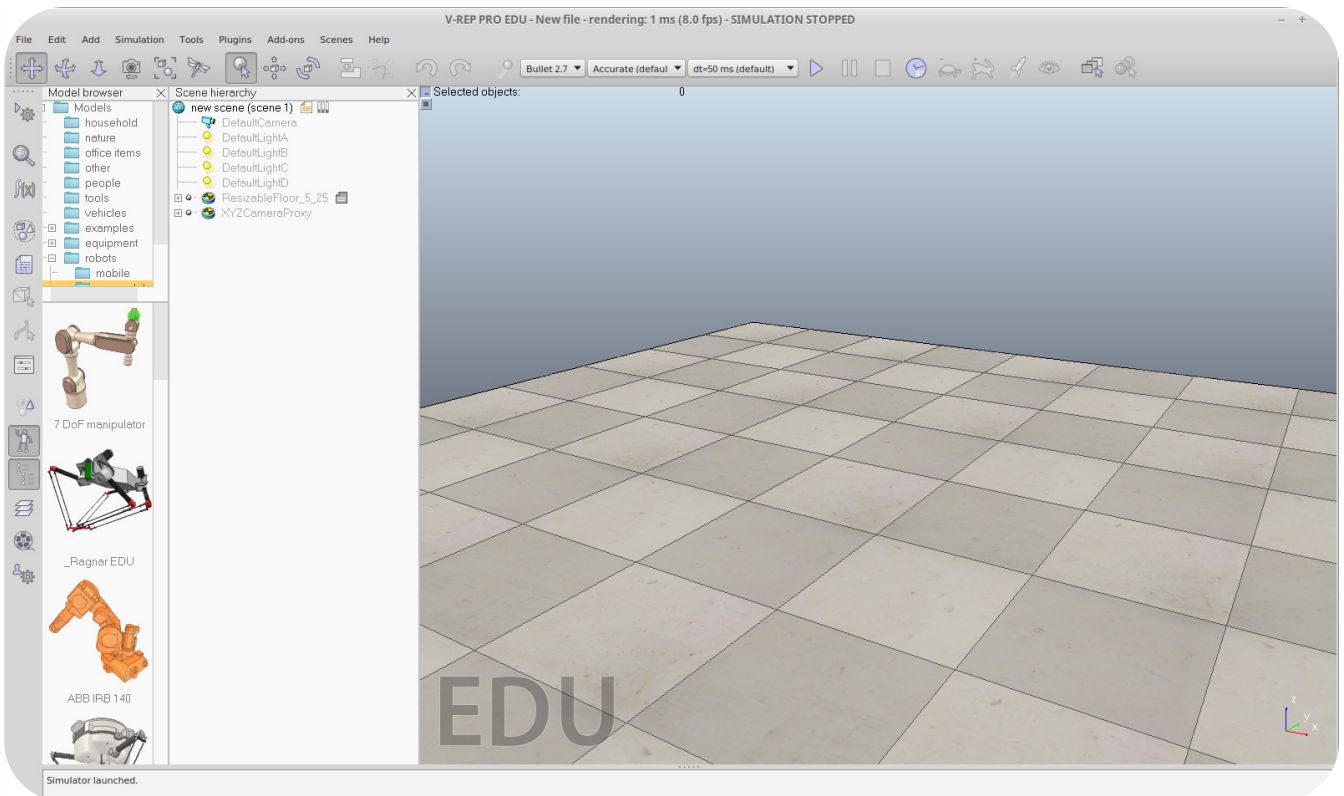 V-REP PRO EDU - New file - rendering: 1 ms (8.0 fps) - SIMULATION STOPPED
File Edit Add Simulation Tools Plugins Add-ons Scenes Help
Bullet 2.7 Accurate (defaul dt=50 ms (default)
Model browser
Models
household
nature
office items
other
people
tools
vehicles
examples
equipment
robots
mobile
7 DoF manipulator
_Ragnar EDU
ABB IRB 140
Scene hierarchy
new scene (scene 1)
DefaultCamera
DefaultLightA
DefaultLightB
DefaultLightC
DefaultLightD
ResizableFloor_5_25
XYZCameraProxy
Selected objects: 0
f(x)
EDU
z
y
x
Simulator launched.